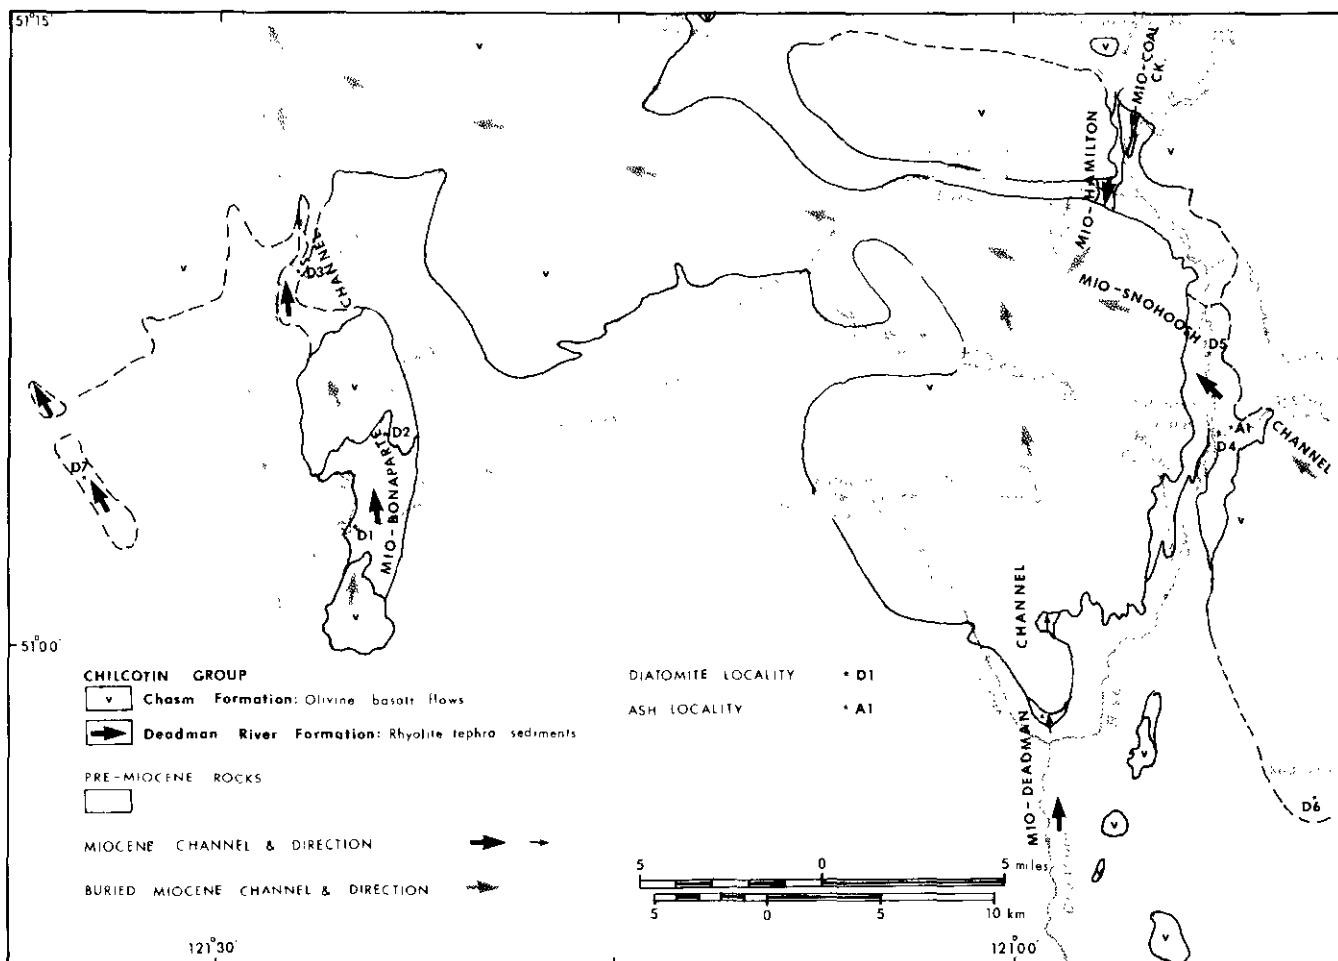 51°15'
MIO-COAL
CK.
MIO-HAMILTON
MIO-SNOHOOSH
CHANNEL
D3
CHANNEL
D5
A1
D4
D7
D2
MIO-BONAPARTE
D1
CHANNEL
MIO-DEADMAN
D6
51°00'
CHILCOTIN GROUP
v Chasm Formation: Olivine basalt flows
Deadman River Formation: Rhyolite tephra sediments
PRE-MIOCENE ROCKS
MIOCENE CHANNEL & DIRECTION
BURIED MIOCENE CHANNEL & DIRECTION
DIATOMITE LOCALITY * D1
ASH LOCALITY * A1
5 0 5 miles
5 0 5 10 km
121°30'
121°00'
v
v
v
v
v
v
v
v
v
v
v
v
v
v